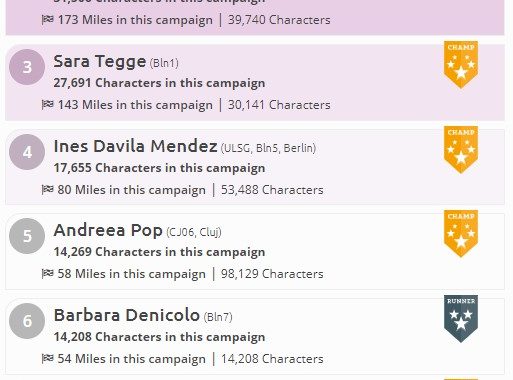 173 Miles in this campaign | 39,740 Characters
3
Sara Tegge (Bln1)
CHAMP
27,691 Characters in this campaign
143 Miles in this campaign | 30,141 Characters
4
Ines Davila Mendez (ULSG, Bln5, Berlin)
CHAMP
17,655 Characters in this campaign
80 Miles in this campaign | 53,488 Characters
5
Andreea Pop (CJ06, Cluj)
CHAMP
14,269 Characters in this campaign
58 Miles in this campaign | 98,129 Characters
6
Barbara Denicolo (Bln7)
RUNNER
14,208 Characters in this campaign
54 Miles in this campaign | 14,208 Characters